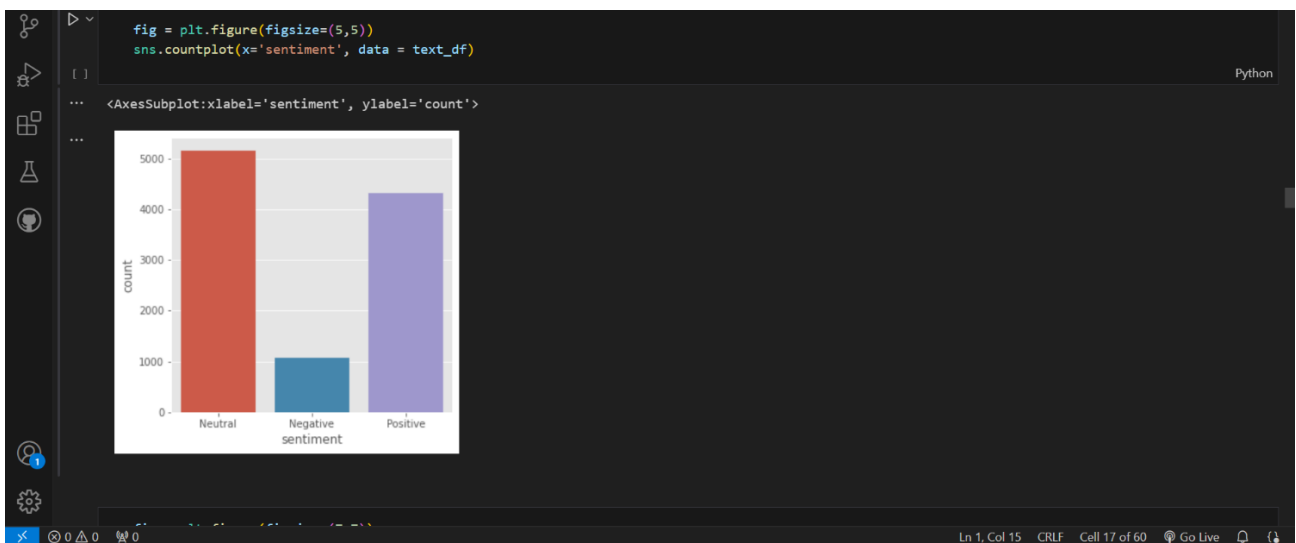 fig = plt.figure(figsize=(5,5))
sns.countplot(x='sentiment', data = text_df)
[ ]
Python
... <AxesSubplot:xlabel='sentiment', ylabel='count'>
...
5000
4000
3000
2000
1000
0
count
Neutral Negative Positive
sentiment
1
0 0 0 Ln 1, Col 15 CRLF Cell 17 of 60 Go Live